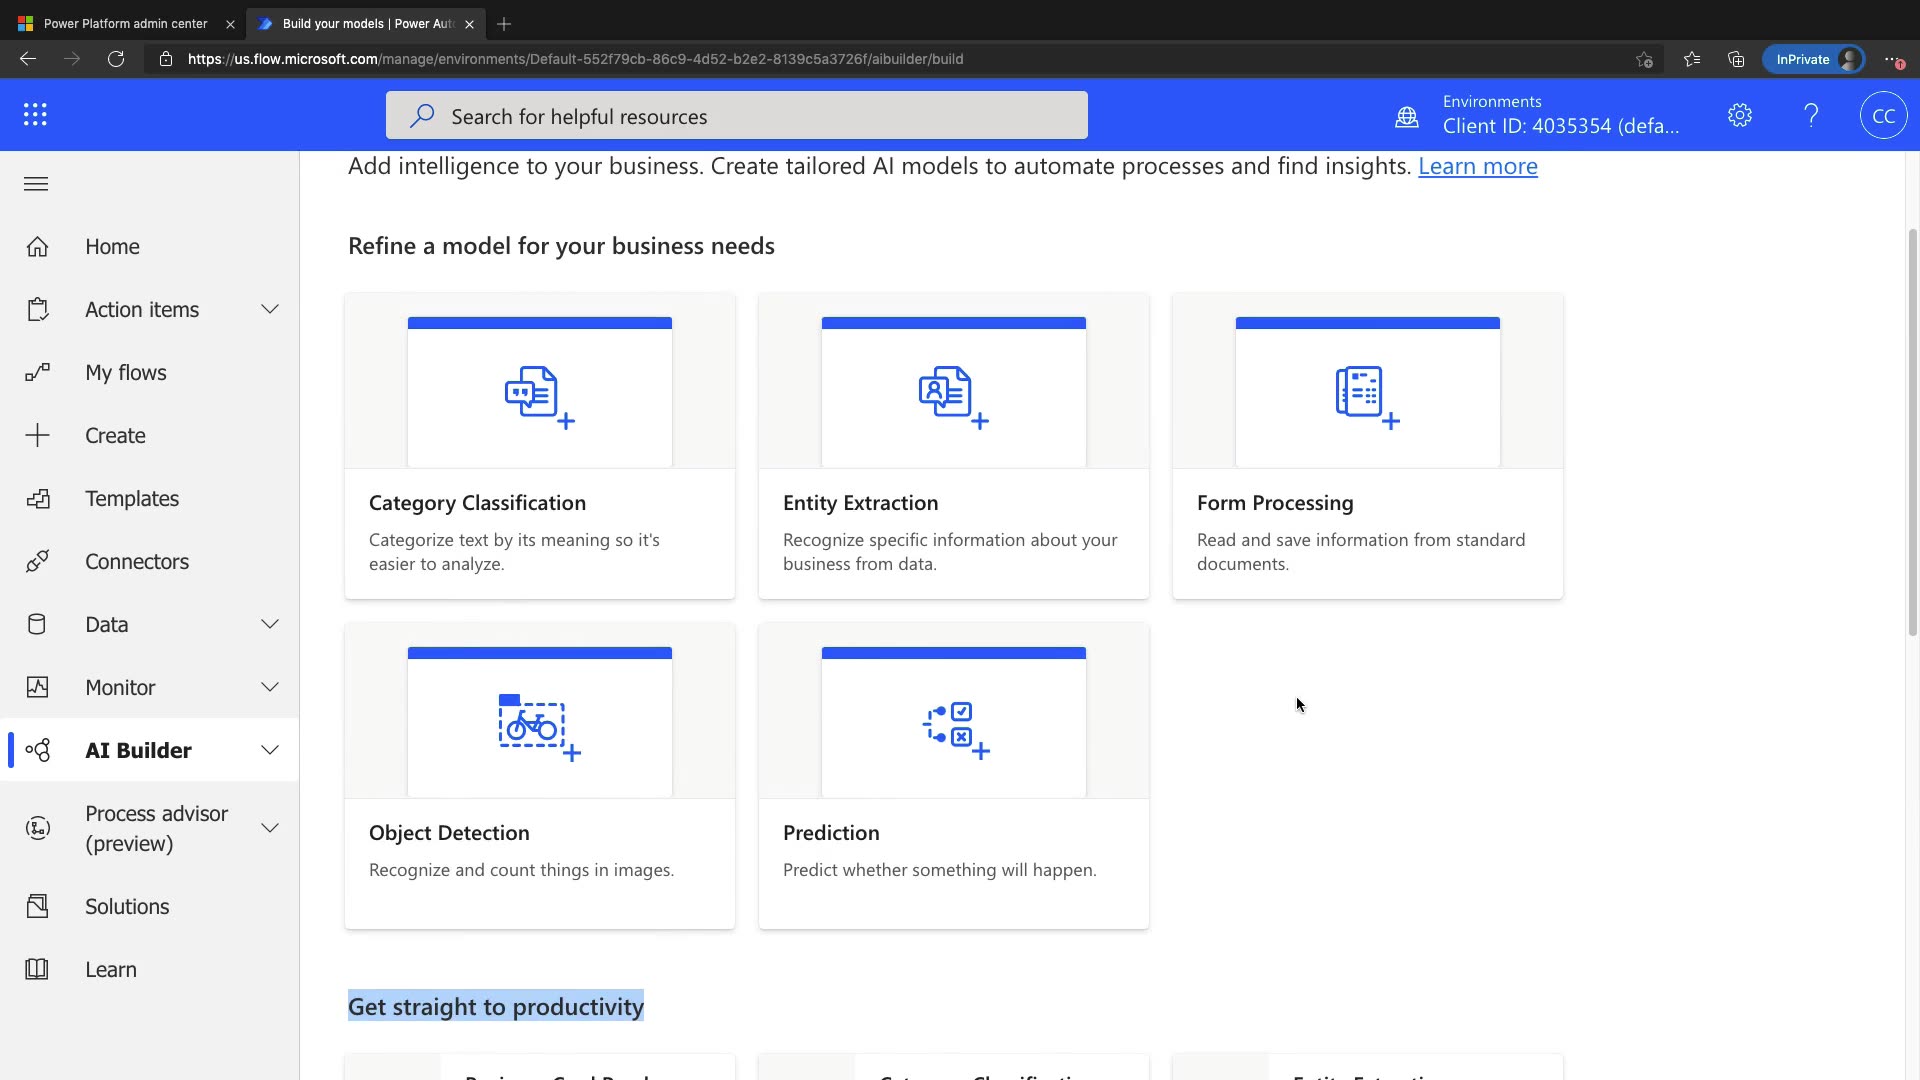 Power Platform admin center
Build your models | Power Aut
https://us.flow.microsoft.com/manage/environments/Default-552f79cb-86c9-4d52-b2e2-8139c5a3726f/aibuilder/build
InPrivate
Search for helpful resources
Environments
Client ID: 4035354 (defa...
?
CC
Add intelligence to your business. Create tailored AI models to automate processes and find insights. Learn more
Home
Action items
My flows
Create
Templates
Connectors
Data
Monitor
AI Builder
Process advisor
(preview)
Solutions
Learn
Refine a model for your business needs
Category Classification
Categorize text by its meaning so it's
easier to analyze.
Entity Extraction
Recognize specific information about your
business from data.
Form Processing
Read and save information from standard
documents.
Object Detection
Recognize and count things in images.
Prediction
Predict whether something will happen.
Get straight to productivity